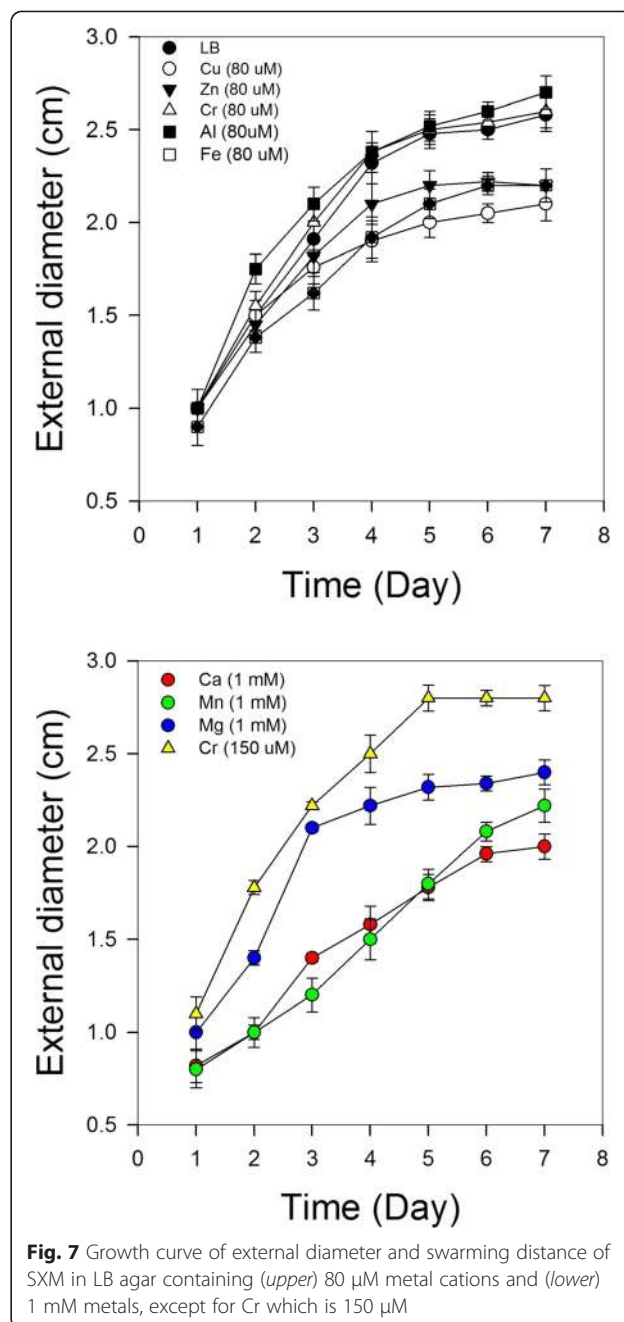 3.0
2.5
2.0
1.5
1.0
0.5
External diameter (cm)
LB
Cu (80 uM)
Zn (80 uM)
Cr (80 uM)
Al (80uM)
Fe (80 uM)
0 1 2 3 4 5 6 7 8
Time (Day)
3.0
2.5
2.0
1.5
1.0
0.5
External diameter (cm)
Ca (1 mM)
Mn (1 mM)
Mg (1 mM)
Cr (150 uM)
0 1 2 3 4 5 6 7 8
Time (Day)
Fig. 7 Growth curve of external diameter and swarming distance of
SXM in LB agar containing (upper) 80 μM metal cations and (lower)
1 mM metals, except for Cr which is 150 μM